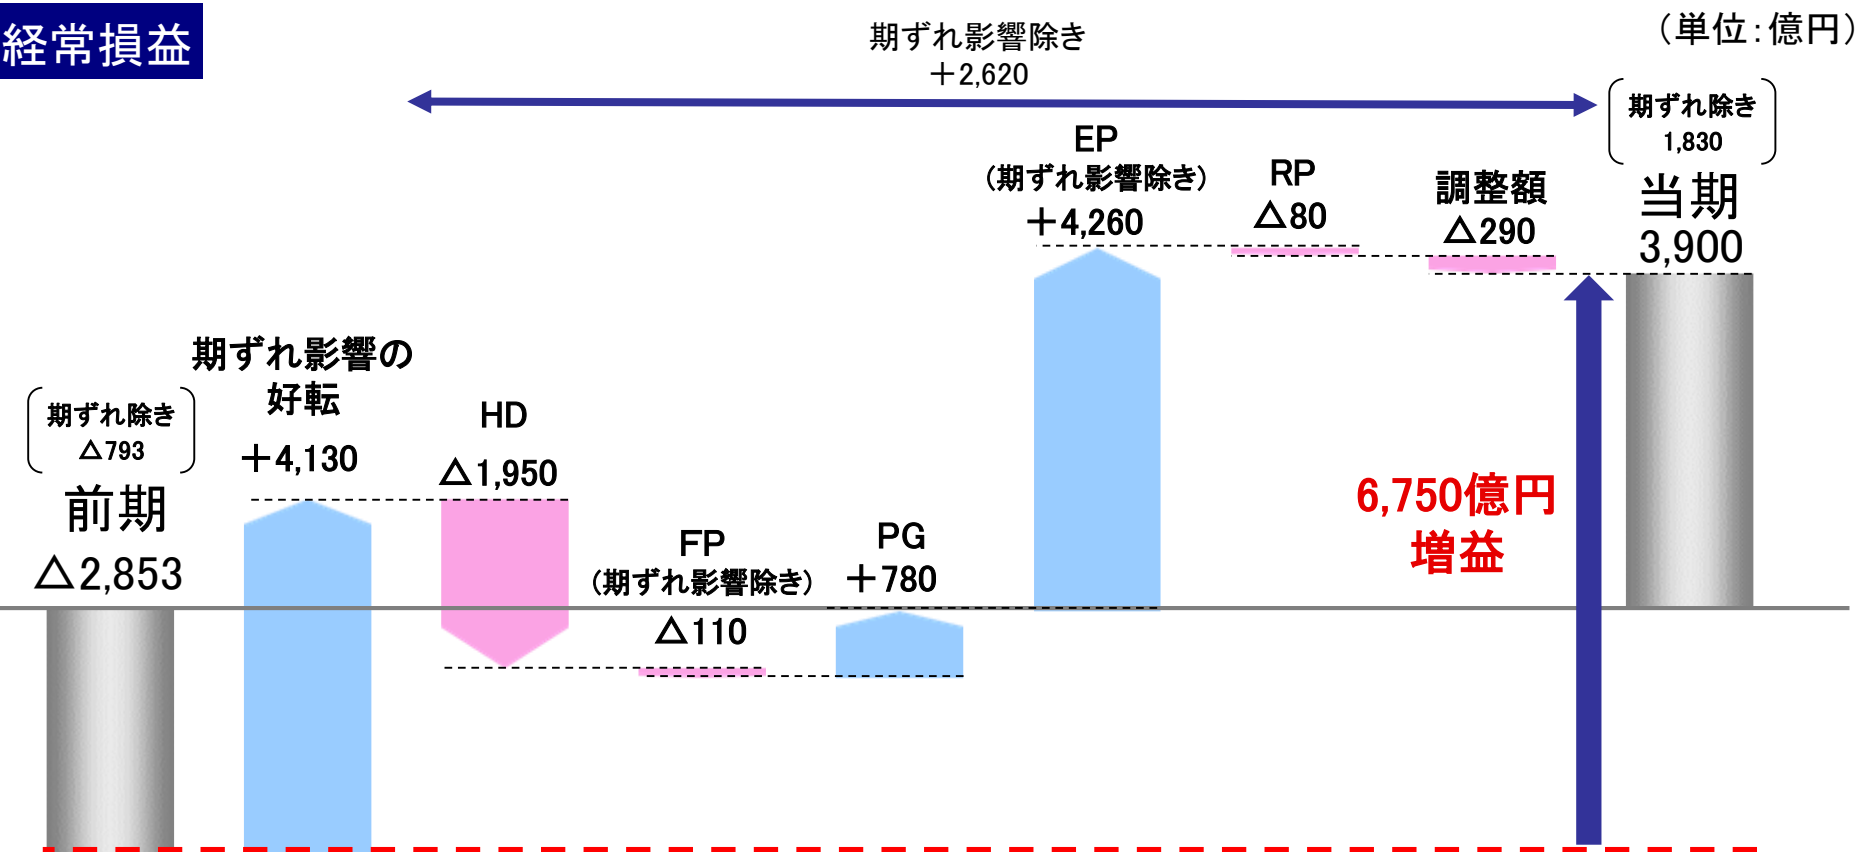 経常損益
(単位:億円)
期ずれ影響除き
+2,620
期ずれ除き
1,830
当期
3,900
EP
(期ずれ影響除き)
+4,260
RP
△80
調整額
△290
期ずれ影響の
好転
+4,130
HD
△1,950
期ずれ除き
△793
前期
△2,853
FP
(期ずれ影響除き)
△110
PG
+780
6,750億円
増益